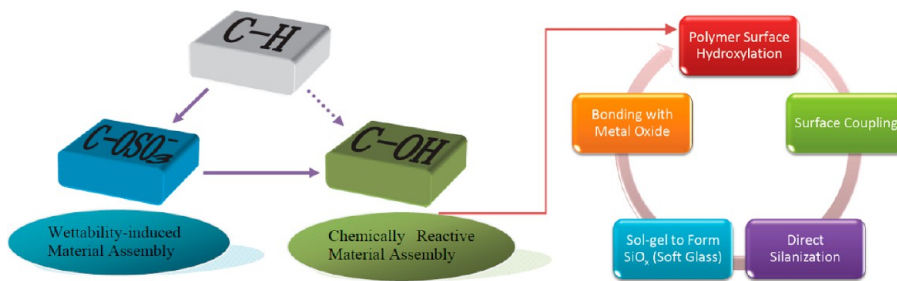 C-H
C-OSO₃⁻
C-OH
Wettability-induced
Material Assembly
Chemically Reactive
Material Assembly
Polymer Surface
Hydroxylation
Surface Coupling
Direct
Silanization
Sol-gel to Form
SiOₓ (Soft Glass)
Bonding with
Metal Oxide